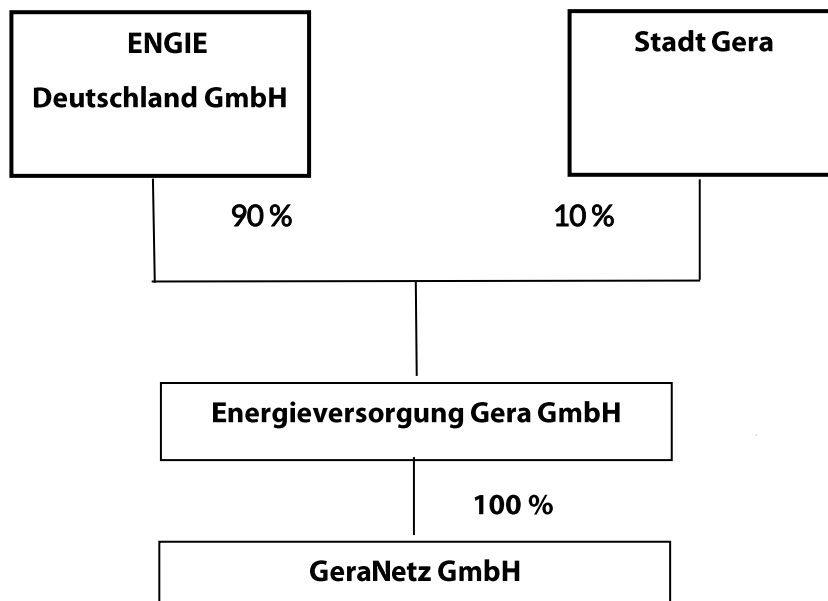 ENGIE
Deutschland GmbH
Stadt Gera
90 %
10 %
Energieversorgung Gera GmbH
100 %
GeraNetz GmbH